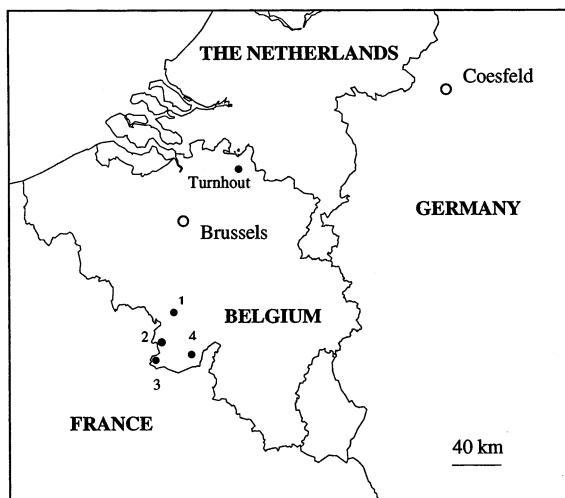 THE NETHERLANDS
Coesfeld
Turnhout
GERMANY
Brussels
1
BELGIUM
2
4
3
FRANCE
40 km